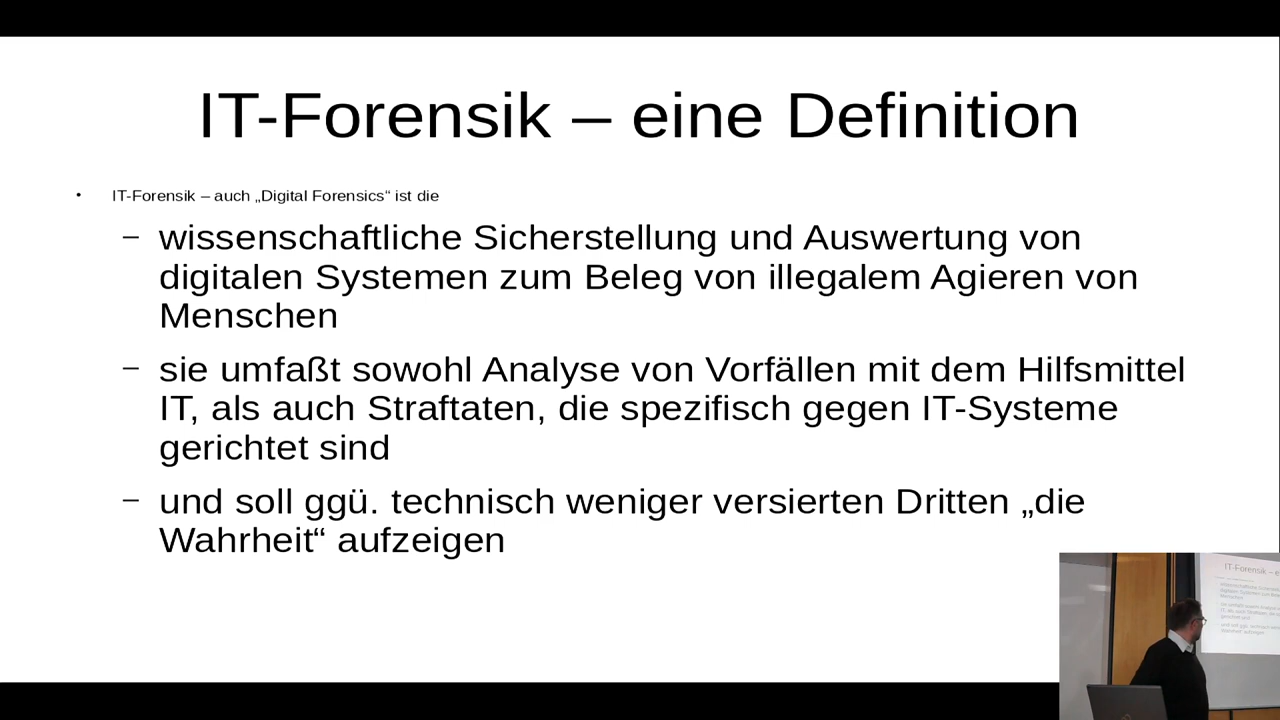 IT-Forensik – eine Definition
• IT-Forensik – auch „Digital Forensics“ ist die
– wissenschaftliche Sicherstellung und Auswertung von
digitalen Systemen zum Beleg von illegalem Agieren von
Menschen
– sie umfaßt sowohl Analyse von Vorfällen mit dem Hilfsmittel
IT, als auch Straftaten, die spezifisch gegen IT-Systeme
gerichtet sind
– und soll ggü. technisch weniger versierten Dritten „die
Wahrheit“ aufzeigen
IT-Forensik – e